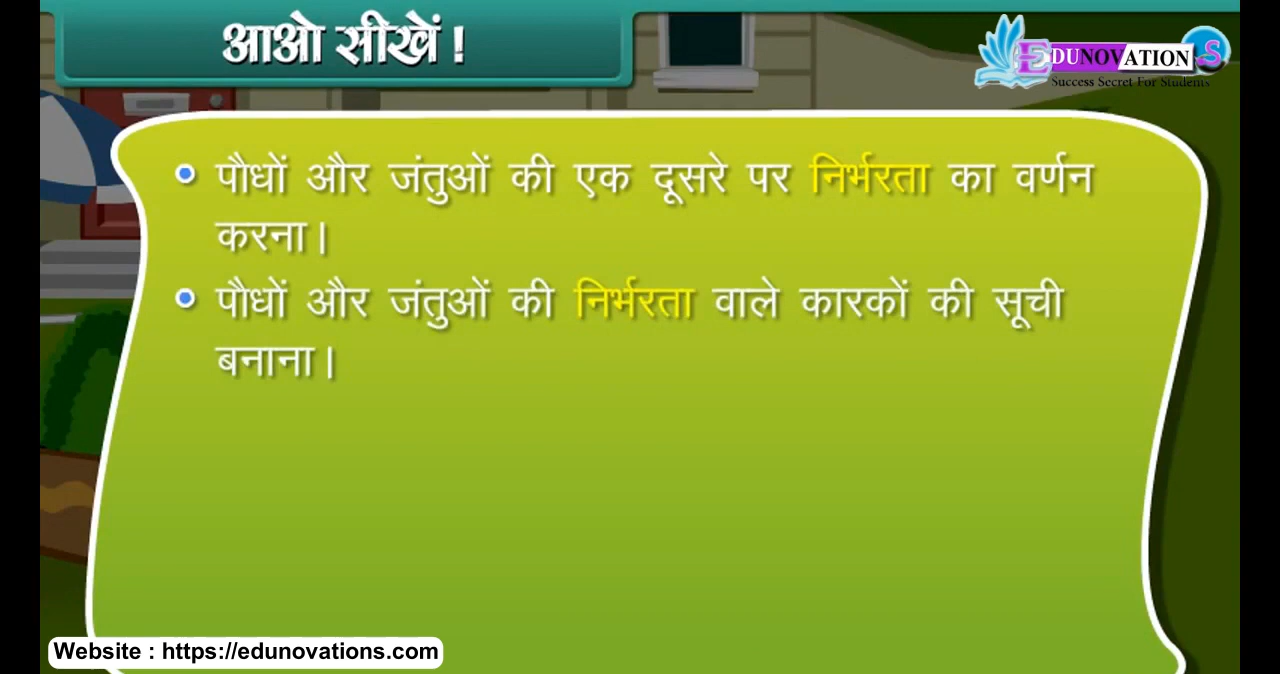 आओ सीखें!
EDUNOVATION S
Success Secret For Students
पौधों और जंतुओं की एक दूसरे पर निर्भरता का वर्णन
करना।
पौधों और जंतुओं की निर्भरता वाले कारकों की सूची
बनाना।
Website : https://edunovations.com